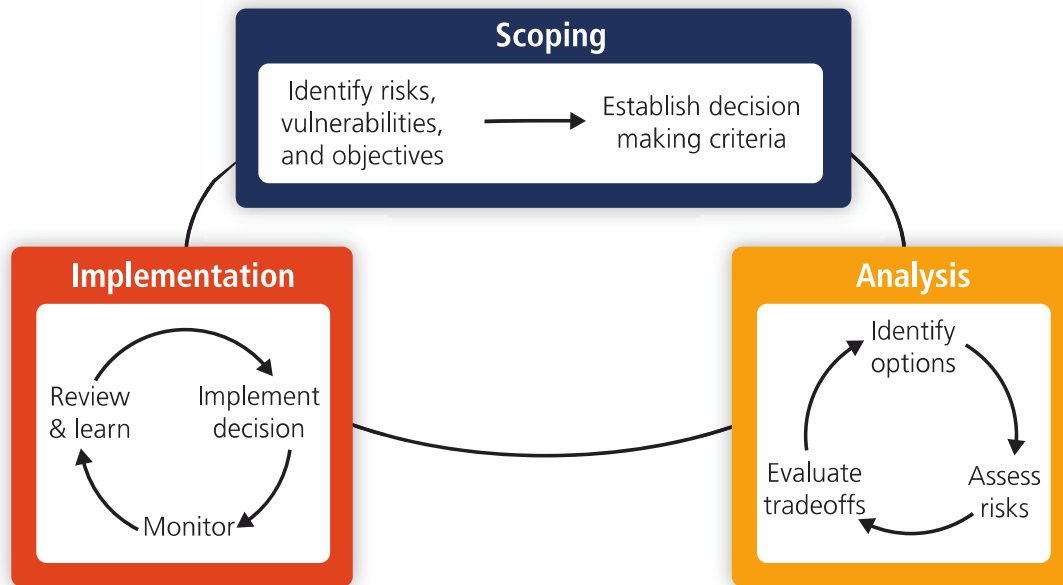 Scoping
Identify risks,
vulnerabilities,
and objectives
Establish decision
making criteria
Implementation
Review
& learn
Implement
decision
Monitor
Analysis
Identify
options
Assess
risks
Evaluate
tradeoffs